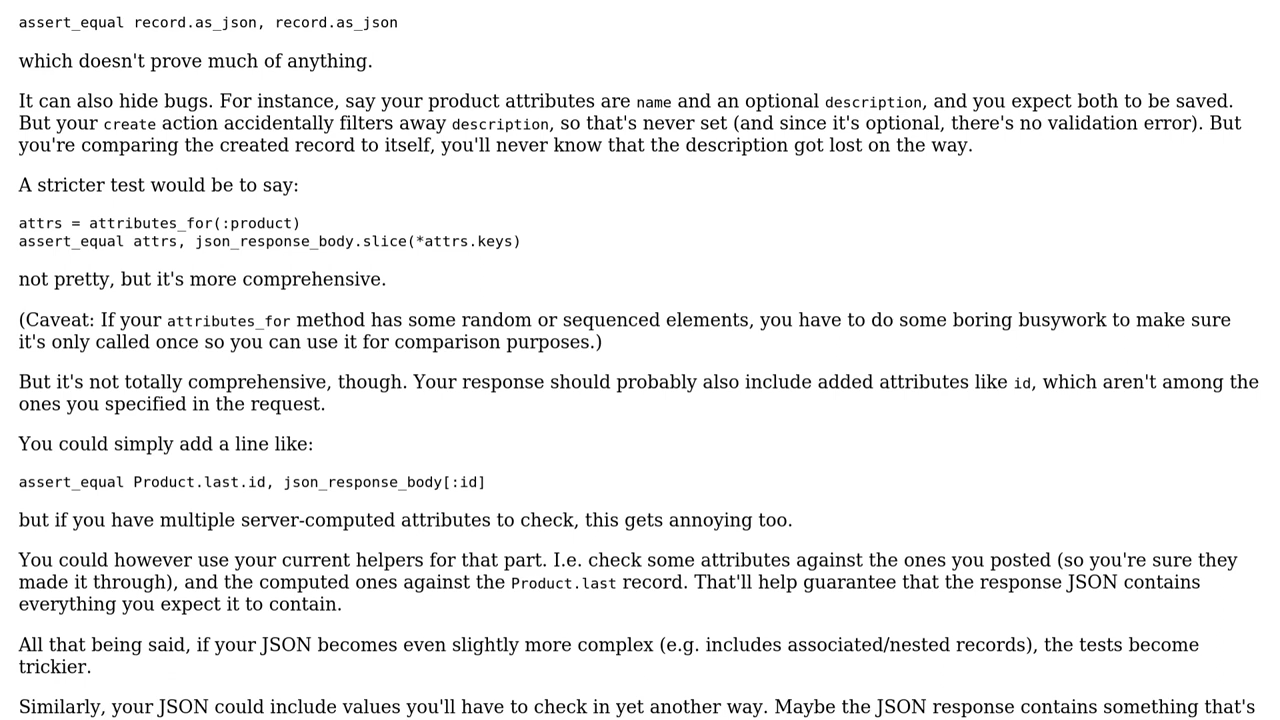 assert_equal record.as_json, record.as_json
which doesn't prove much of anything.
It can also hide bugs. For instance, say your product attributes are name and an optional description, and you expect both to be saved.
But your create action accidentally filters away description, so that's never set (and since it's optional, there's no validation error). But
you're comparing the created record to itself, you'll never know that the description got lost on the way.
A stricter test would be to say:
attrs = attributes_for(:product)
assert_equal attrs, json_response_body.slice(*attrs.keys)
not pretty, but it's more comprehensive.
(Caveat: If your attributes_for method has some random or sequenced elements, you have to do some boring busywork to make sure
it's only called once so you can use it for comparison purposes.)
But it's not totally comprehensive, though. Your response should probably also include added attributes like id, which aren't among the
ones you specified in the request.
You could simply add a line like:
assert_equal Product.last.id, json_response_body[:id]
but if you have multiple server-computed attributes to check, this gets annoying too.
You could however use your current helpers for that part. I.e. check some attributes against the ones you posted (so you're sure they
made it through), and the computed ones against the Product.last record. That'll help guarantee that the response JSON contains
everything you expect it to contain.
All that being said, if your JSON becomes even slightly more complex (e.g. includes associated/nested records), the tests become
trickier.
Similarly, your JSON could include values you'll have to check in yet another way. Maybe the JSON response contains something that's